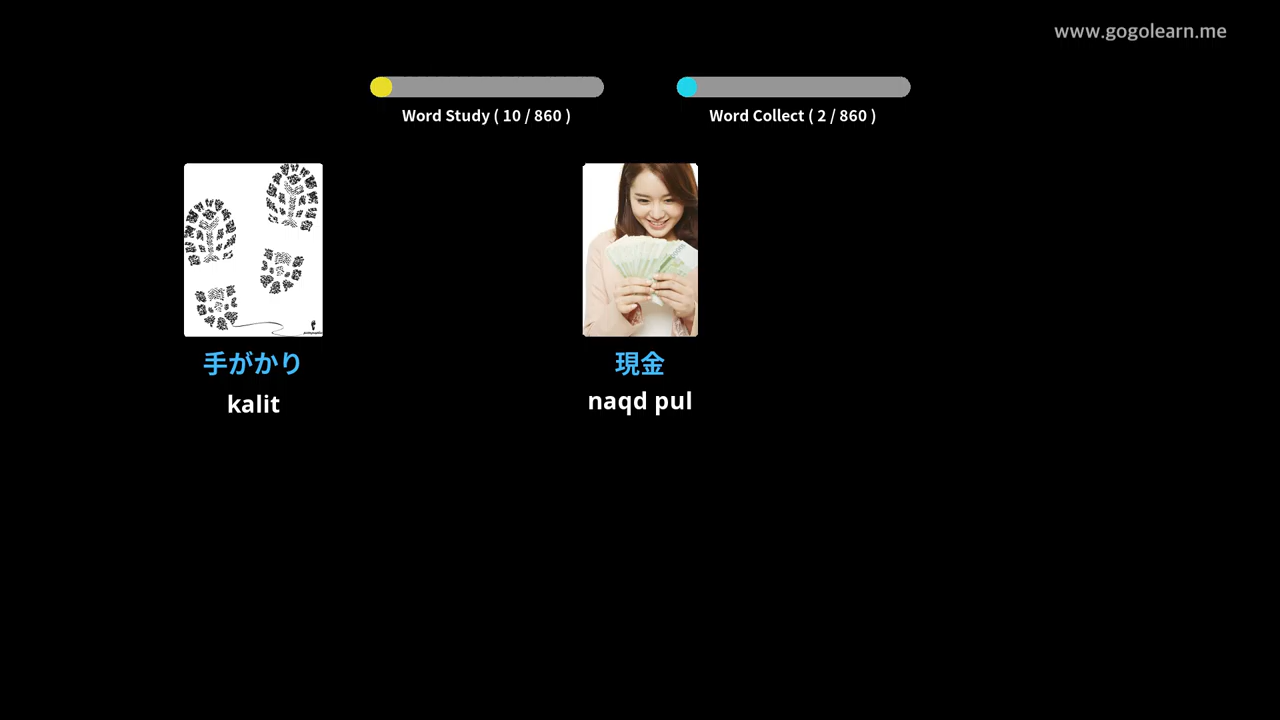 www.gogolearn.me
Word Study ( 10 / 860 )
Word Collect ( 2 / 860 )
手がかり
現金
kalit
naqd pul